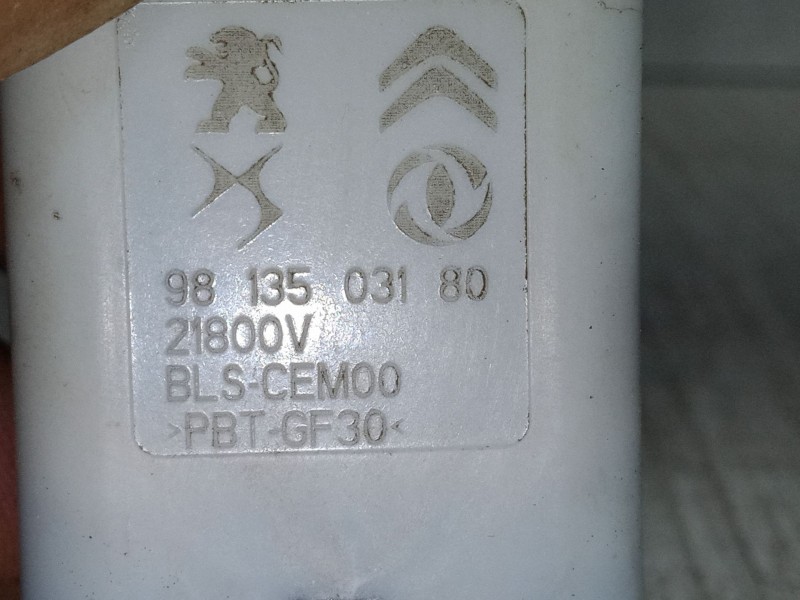 98 135 031 80
21800V
BLS-CEM00
>PBT-GF30<